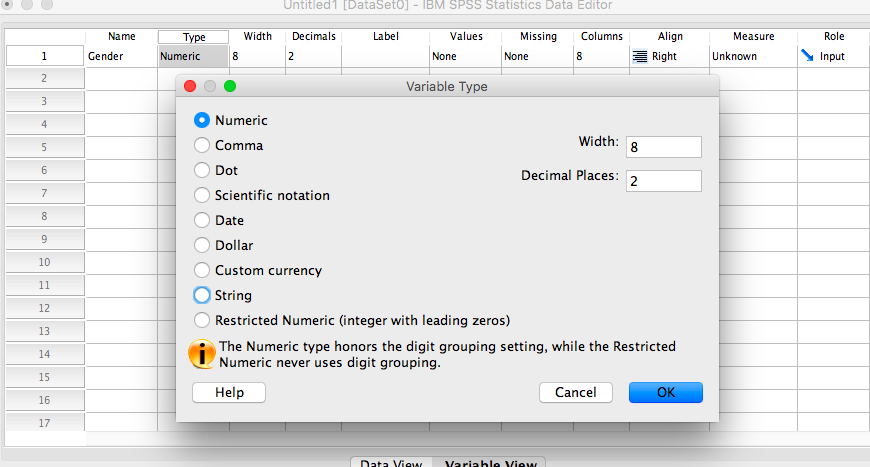 Untitled1 [DataSet0] - IBM SPSS Statistics Data Editor
Name Type Width Decimals Label Values Missing Columns Align Measure Role
1 Gender Numeric 8 2 None None 8 Right Unknown Input
2
3
4
5
6
7
8
9
10
11
12
13
14
15
16
17
Variable Type
Numeric
Comma
Dot
Scientific notation
Date
Dollar
Custom currency
String
Restricted Numeric (integer with leading zeros)
Width: 8
Decimal Places: 2
i
The Numeric type honors the digit grouping setting, while the Restricted
Numeric never uses digit grouping.
Help Cancel OK
Data View Variable View